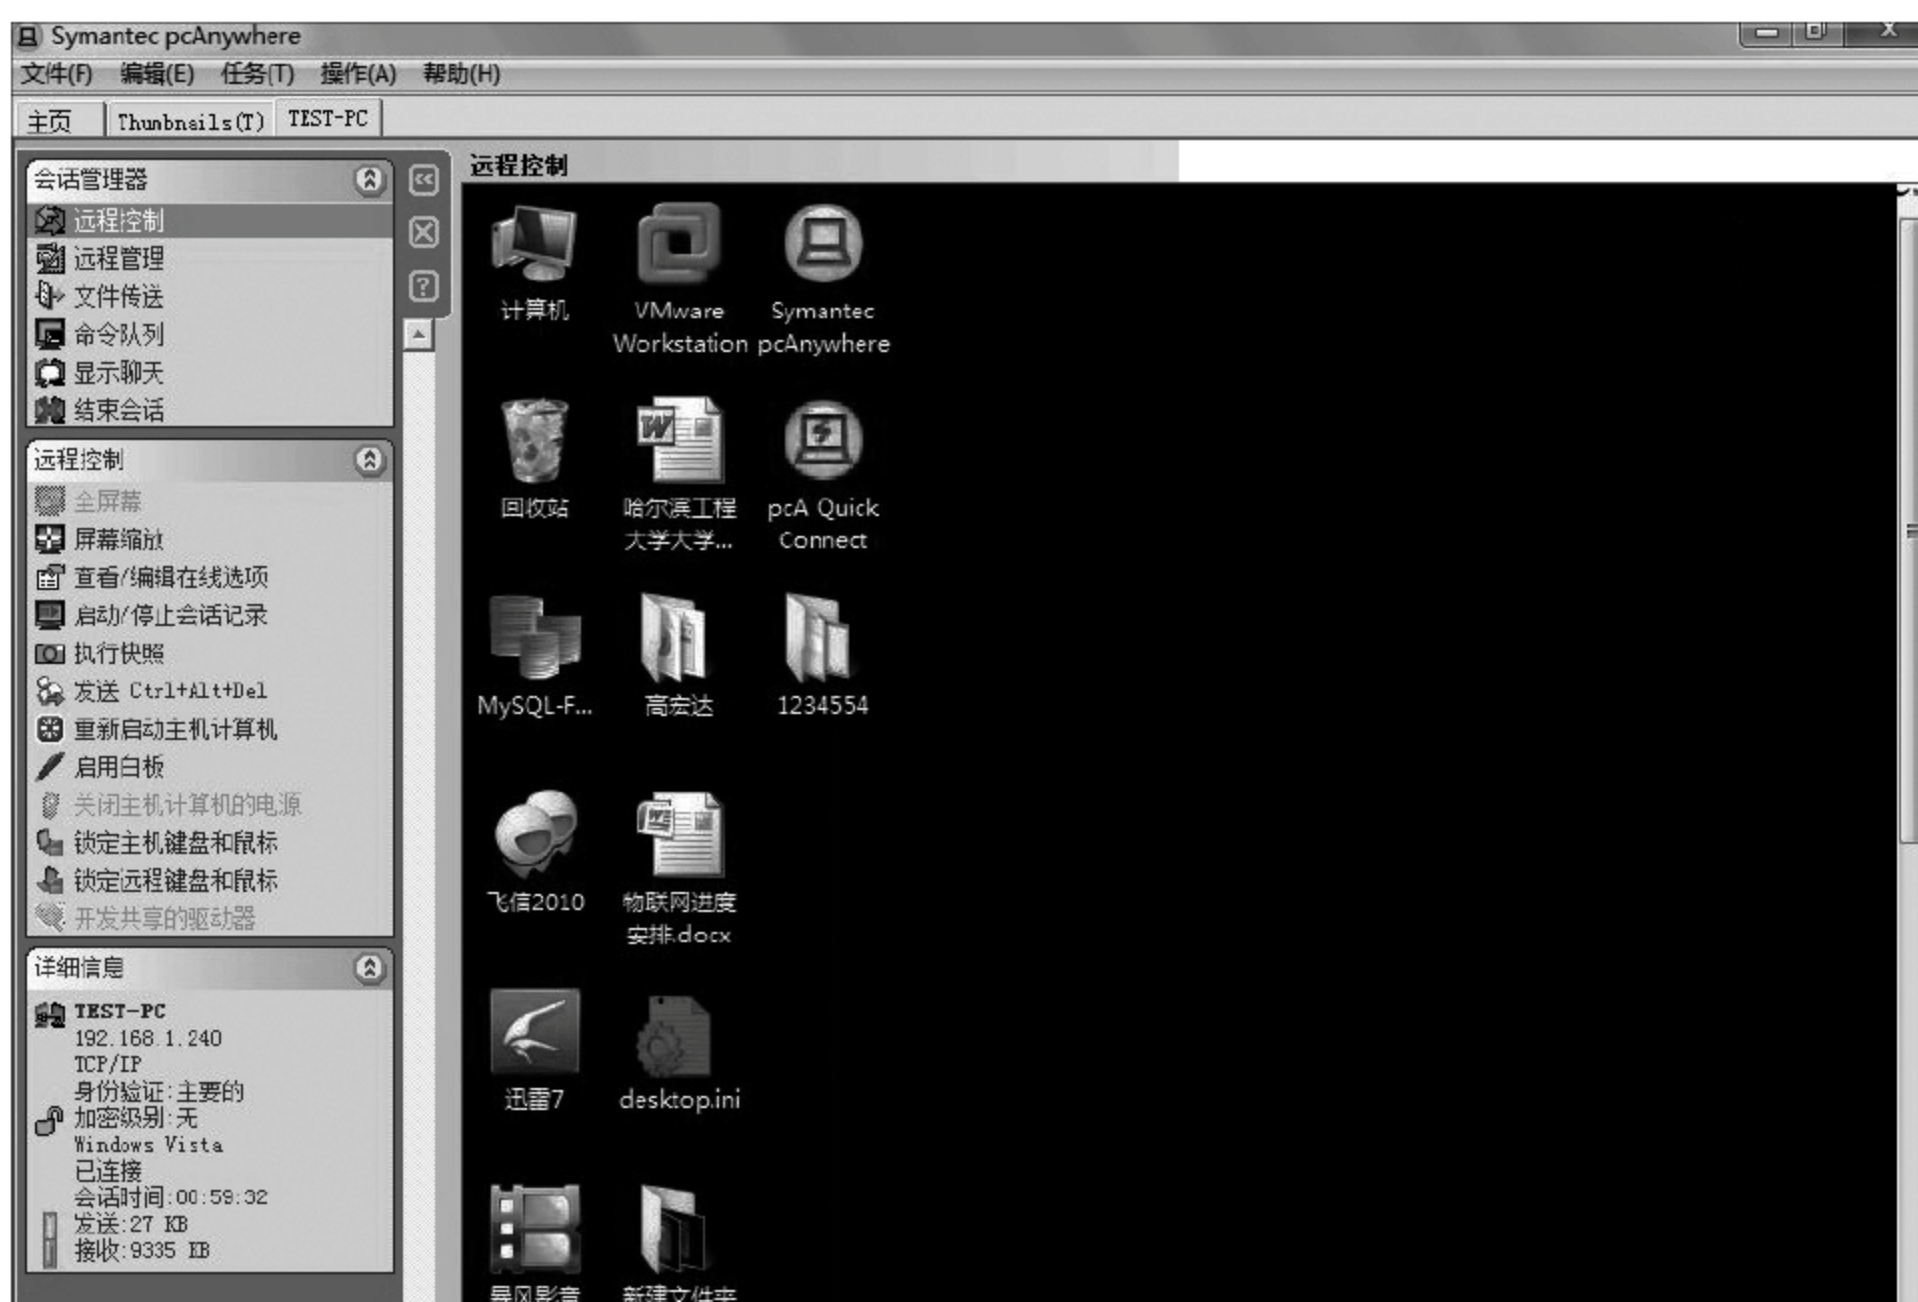 Symantec pcAnywhere
文件(F) 编辑(E) 任务(T) 操作(A) 帮助(H)
主页 Thunbnails(T) TEST-PC
会话管理器
远程控制
远程管理
文件传送
命令队列
显示聊天
结束会话
远程控制
全屏幕
屏幕缩放
查看/编辑在线选项
启动/停止会话记录
执行快照
发送 Ctrl+Alt+Del
重新启动主机计算机
启用白板
关闭主机计算机的电源
锁定主机键盘和鼠标
锁定远程键盘和鼠标
开发共享的驱动器
详细信息
TEST-PC
192.168.1.240
TCP/IP
身份验证:主要的
加密级别:无
Windows Vista
已连接
会话时间:00:59:32
发送:27 KB
接收:9335 KB
远程控制
计算机
VMware
Workstation
Symantec
pcAnywhere
回收站
哈尔滨工程
大学大学...
pcA Quick
Connect
MySQL-F...
高宏达
1234554
飞信2010
物联网进度
安排.docx
迅雷7
desktop.ini
暴风影音
新建文件夹